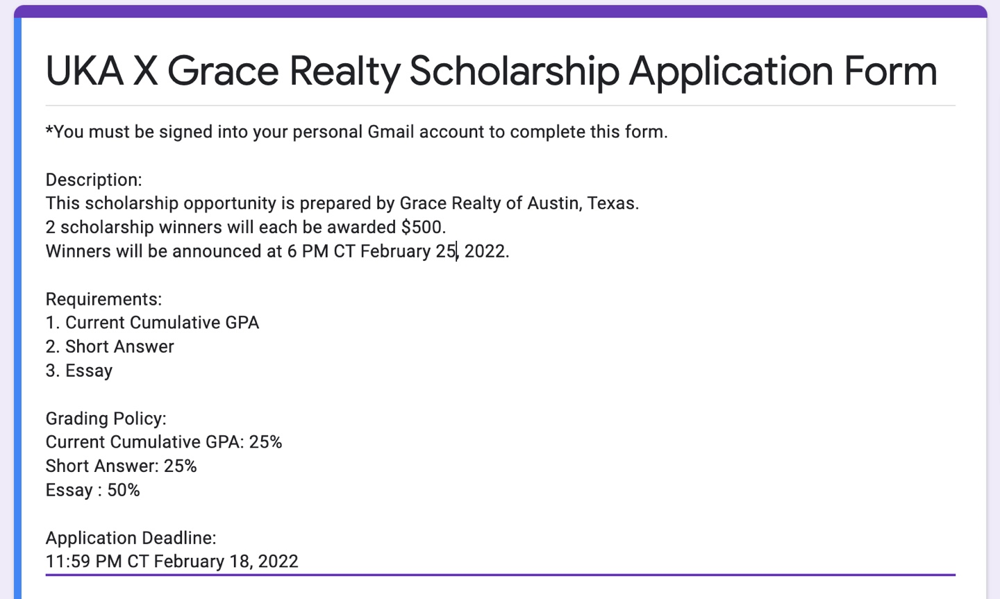 UKA X Grace Realty Scholarship Application Form
*You must be signed into your personal Gmail account to complete this form.
Description:
This scholarship opportunity is prepared by Grace Realty of Austin, Texas.
2 scholarship winners will each be awarded $500.
Winners will be announced at 6 PM CT February 25, 2022.
Requirements:
1. Current Cumulative GPA
2. Short Answer
3. Essay
Grading Policy:
Current Cumulative GPA: 25%
Short Answer: 25%
Essay : 50%
Application Deadline:
11:59 PM CT February 18, 2022